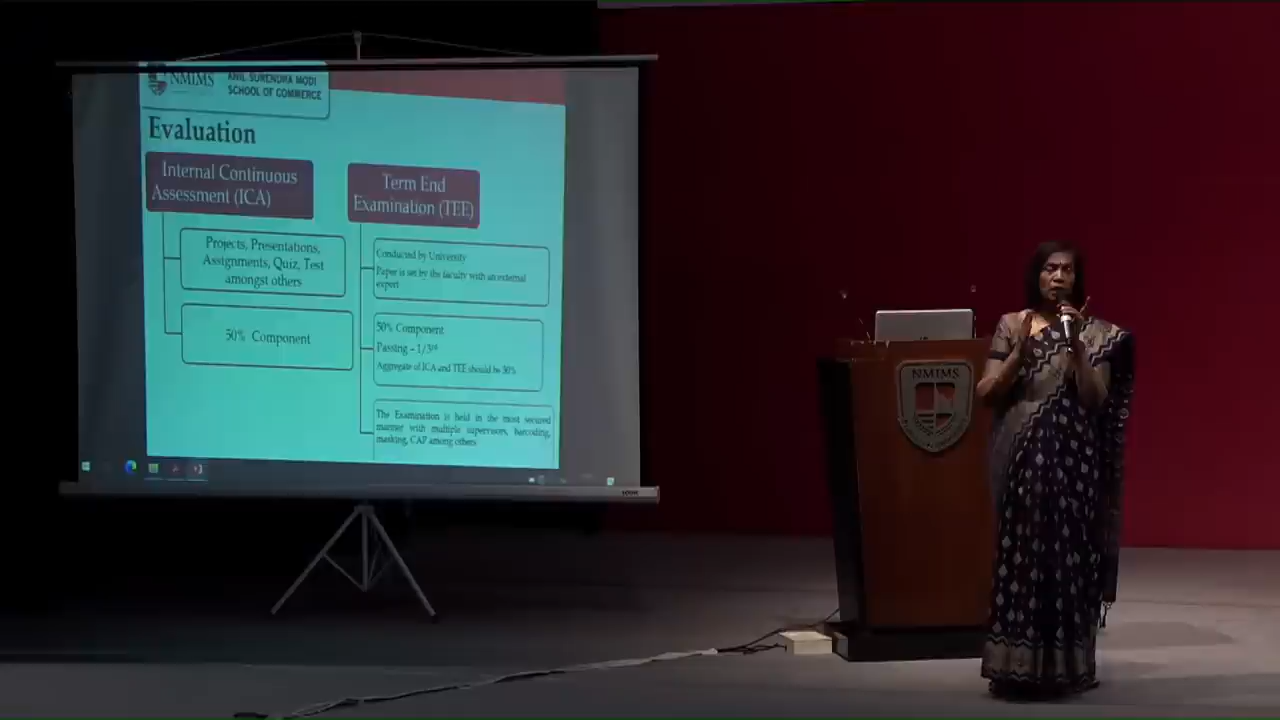 NMIMS
ANIL SURENDRA MODI
SCHOOL OF COMMERCE
Evaluation
Internal Continuous
Assessment (ICA)
Projects, Presentations,
Assignments, Quiz, Test
amongst others
50% Component
Term End
Examination (TEE)
Conducted by University
Paper is set by the faculty with an external
expert
50% Component
Passing – 1/3rd
Aggregate of ICA and TEE should be 50%
The Examination is held in the most secured
manner with multiple supervisors, barcoding,
masking, CAP among others
NMIMS